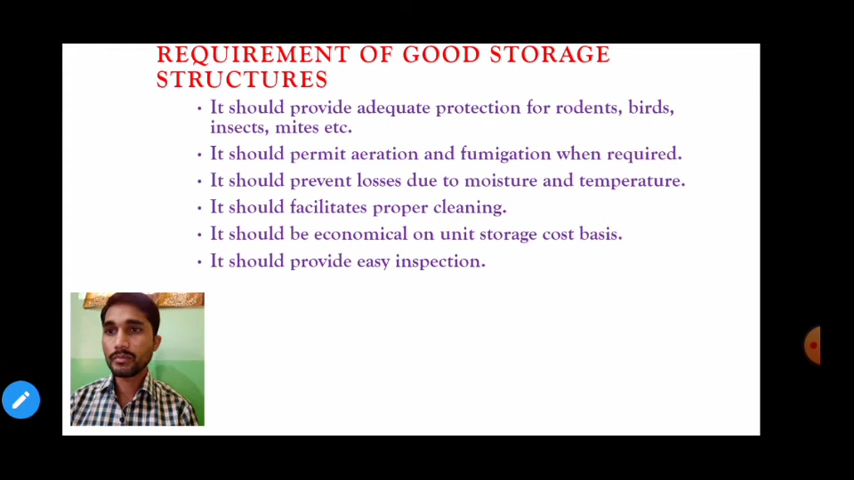 REQUIREMENT OF GOOD STORAGE
STRUCTURES
• It should provide adequate protection for rodents, birds,
insects, mites etc.
• It should permit aeration and fumigation when required.
• It should prevent losses due to moisture and temperature.
• It should facilitates proper cleaning.
• It should be economical on unit storage cost basis.
• It should provide easy inspection.